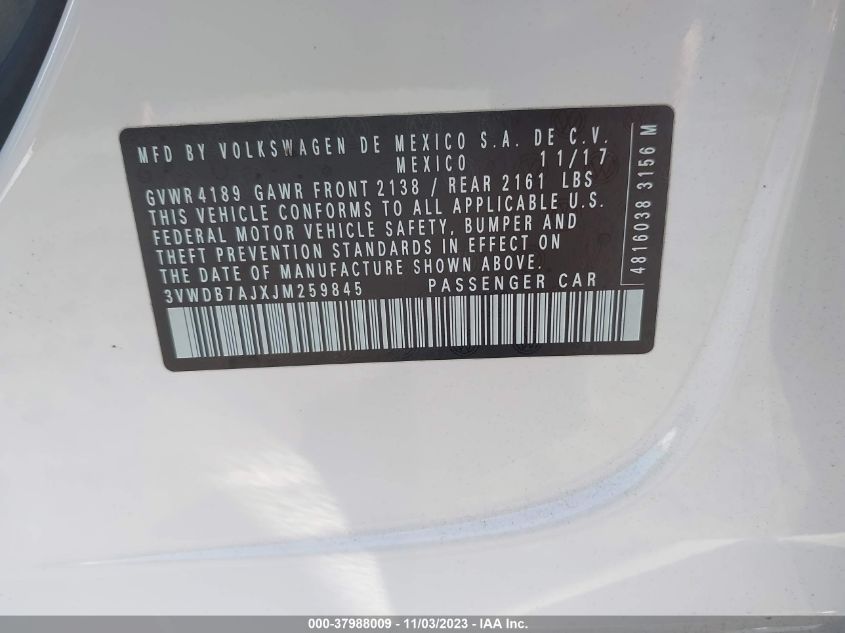 MFD BY VOLKSWAGEN DE MEXICO S.A. DE C.V.
MEXICO 11/17
GVWR 4189 GAWR FRONT 2138 / REAR 2161 LBS
THIS VEHICLE CONFORMS TO ALL APPLICABLE U.S.
FEDERAL MOTOR VEHICLE SAFETY, BUMPER AND
THEFT PREVENTION STANDARDS IN EFFECT ON
THE DATE OF MANUFACTURE SHOWN ABOVE.
3VWDB7AJXJM259845 PASSENGER CAR
4816038 3156 M
000-37988009 - 11/03/2023 - IAA, Inc.